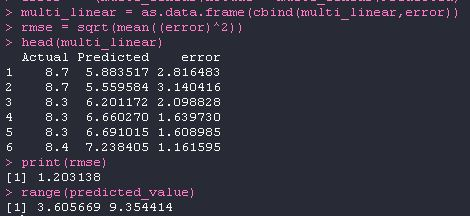 > multi_linear = as.data.frame(cbind(multi_linear,error))
> rmse = sqrt(mean((error)^2))
> head(multi_linear)
Actual Predicted error
1 8.7 5.883517 2.816483
2 8.7 5.559584 3.140416
3 8.3 6.201172 2.098828
4 8.3 6.660270 1.639730
5 8.3 6.691015 1.608985
6 8.4 7.238405 1.161595
> print(rmse)
[1] 1.203138
> range(predicted_value)
[1] 3.605669 9.354414